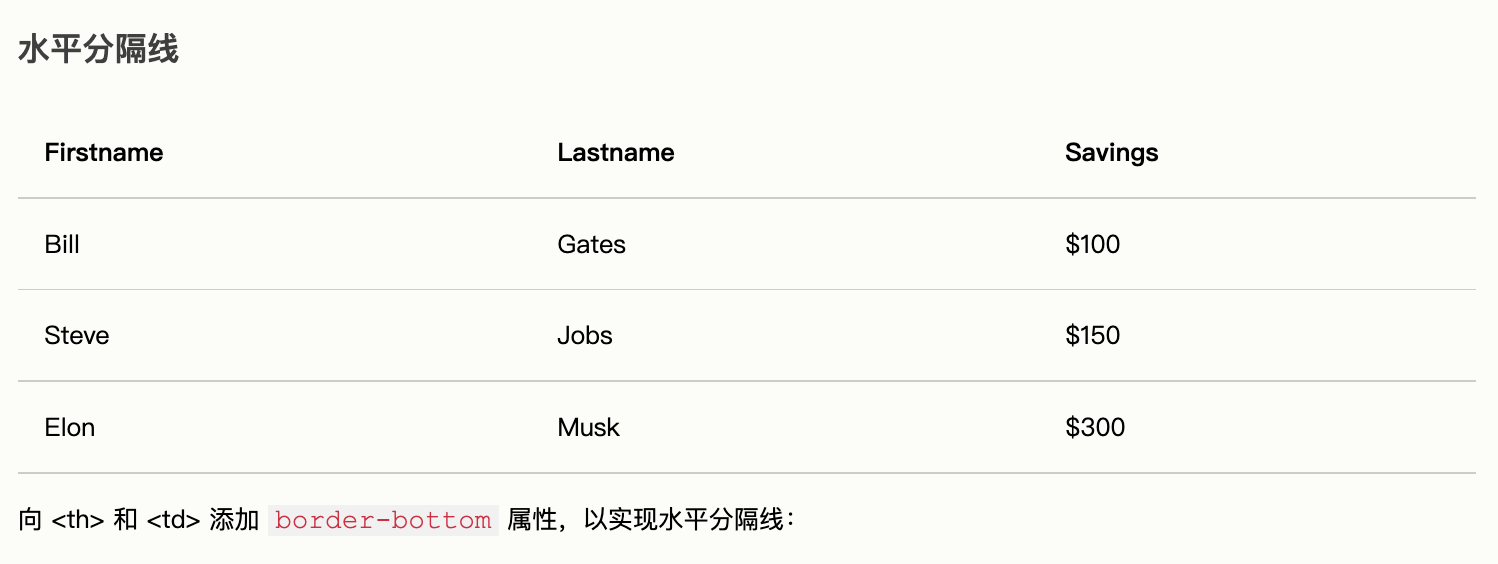 水平分隔线
Firstname Lastname Savings
Bill Gates $100
Steve Jobs $150
Elon Musk $300
向 <th> 和 <td> 添加 border-bottom 属性，以实现水平分隔线：